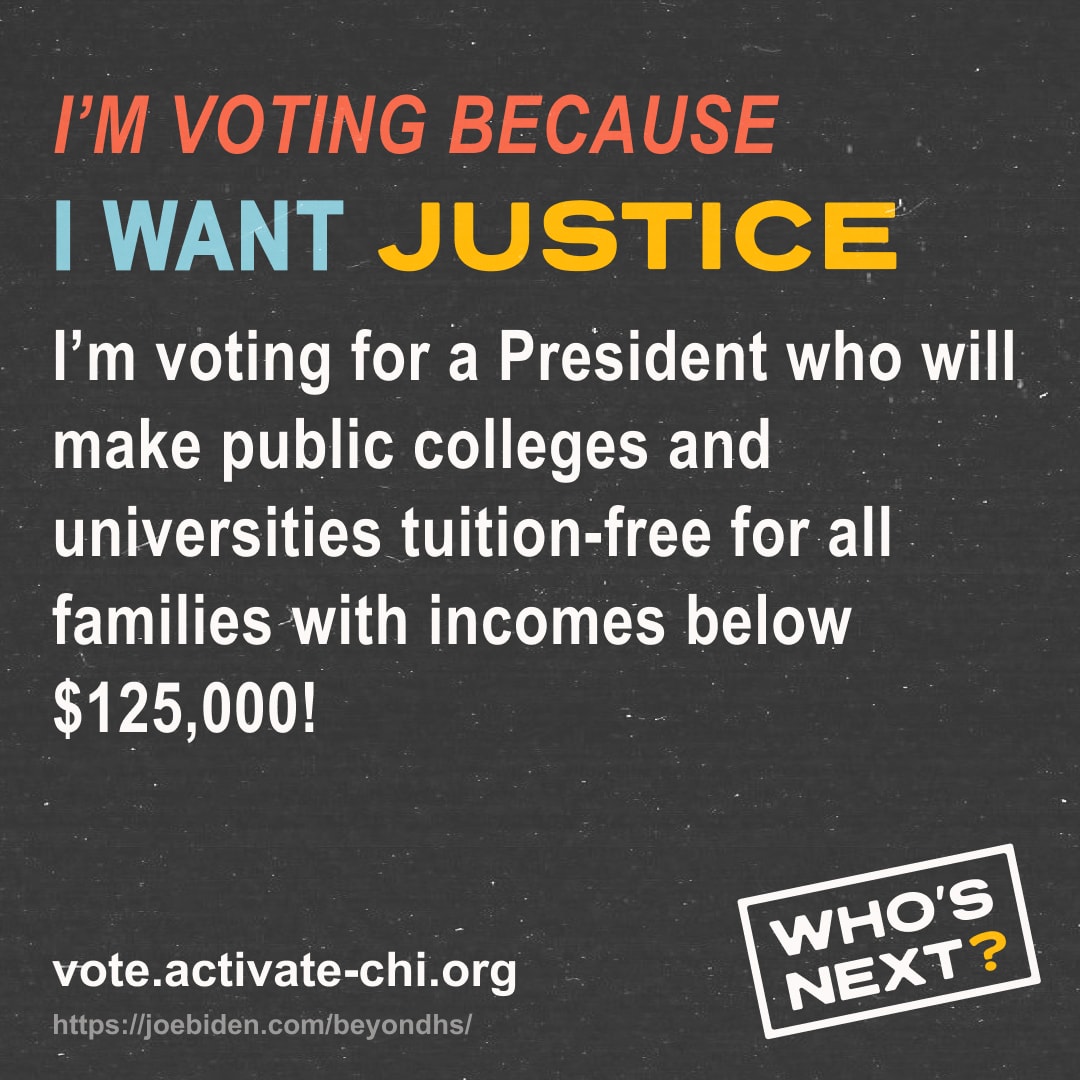 I'M VOTING BECAUSE
I WANT JUSTICE
I'm voting for a President who will
make public colleges and
universities tuition-free for all
families with incomes below
$125,000!
WHO'S
NEXT?
vote.activate-chi.org
https://joebiden.com/beyondhs/